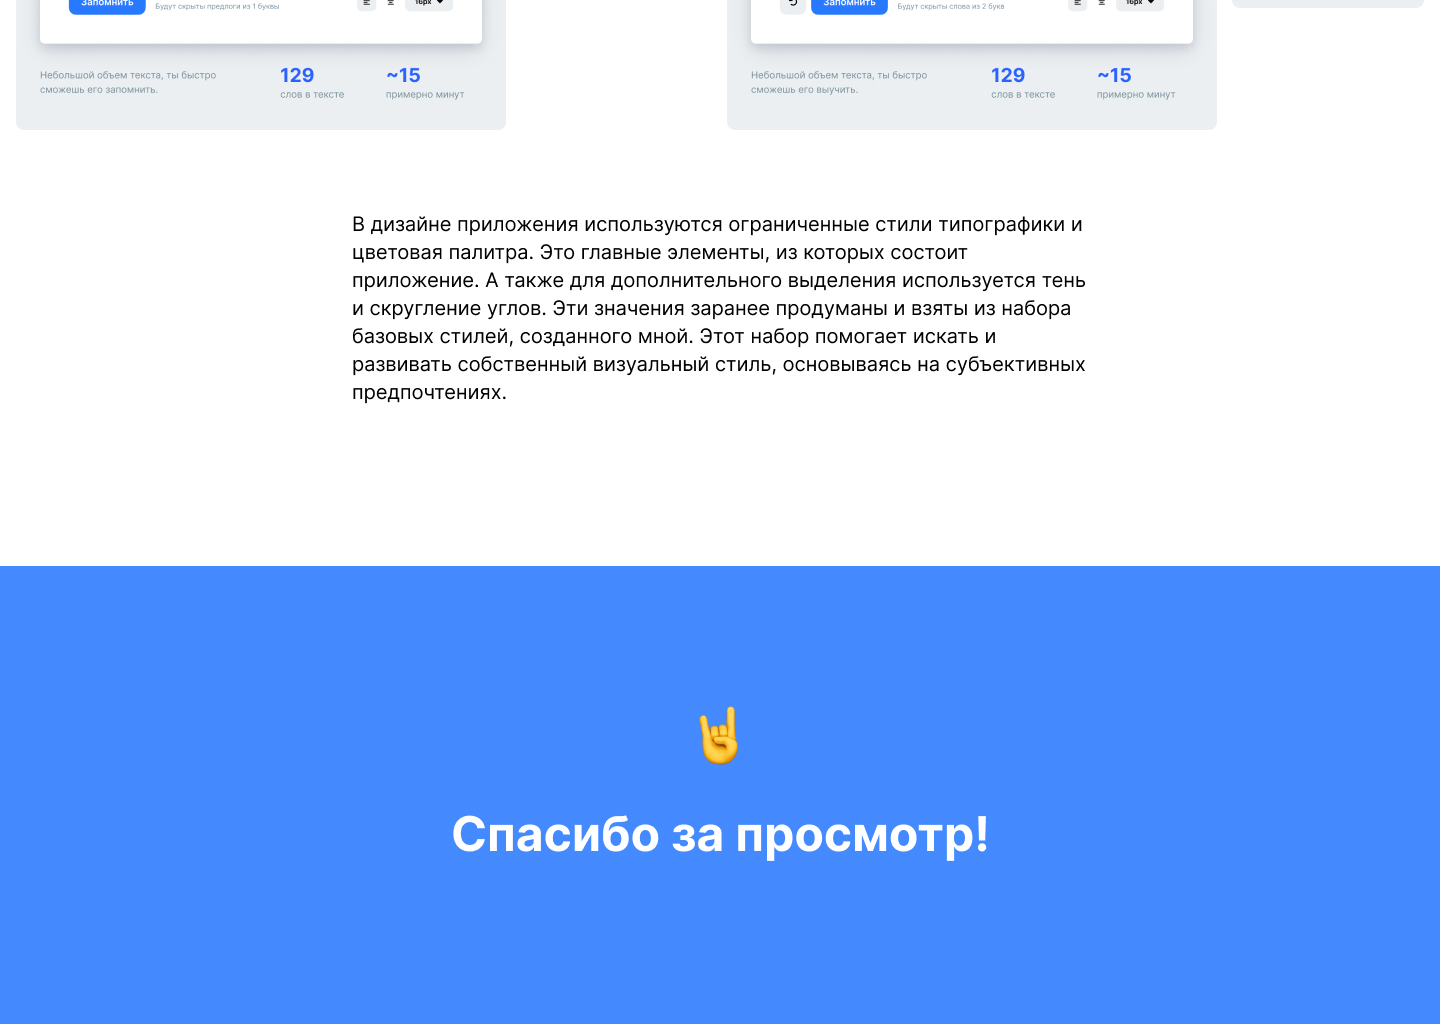 Запомнить
Будут скрыты предлоги из 1 буквы
16px
Небольшой объем текста, ты быстро
сможешь его запомнить.
129
слов в тексте
~15
примерно минут
Запомнить
Будут скрыты слова из 2 букв
16px
Небольшой объем текста, ты быстро
сможешь его выучить.
129
слов в тексте
~15
примерно минут
В дизайне приложения используются ограниченные стили типографики и
цветовая палитра. Это главные элементы, из которых состоит
приложение. А также для дополнительного выделения используется тень
и скругление углов. Эти значения заранее продуманы и взяты из набора
базовых стилей, созданного мной. Этот набор помогает искать и
развивать собственный визуальный стиль, основываясь на субъективных
предпочтениях.
Спасибо за просмотр!